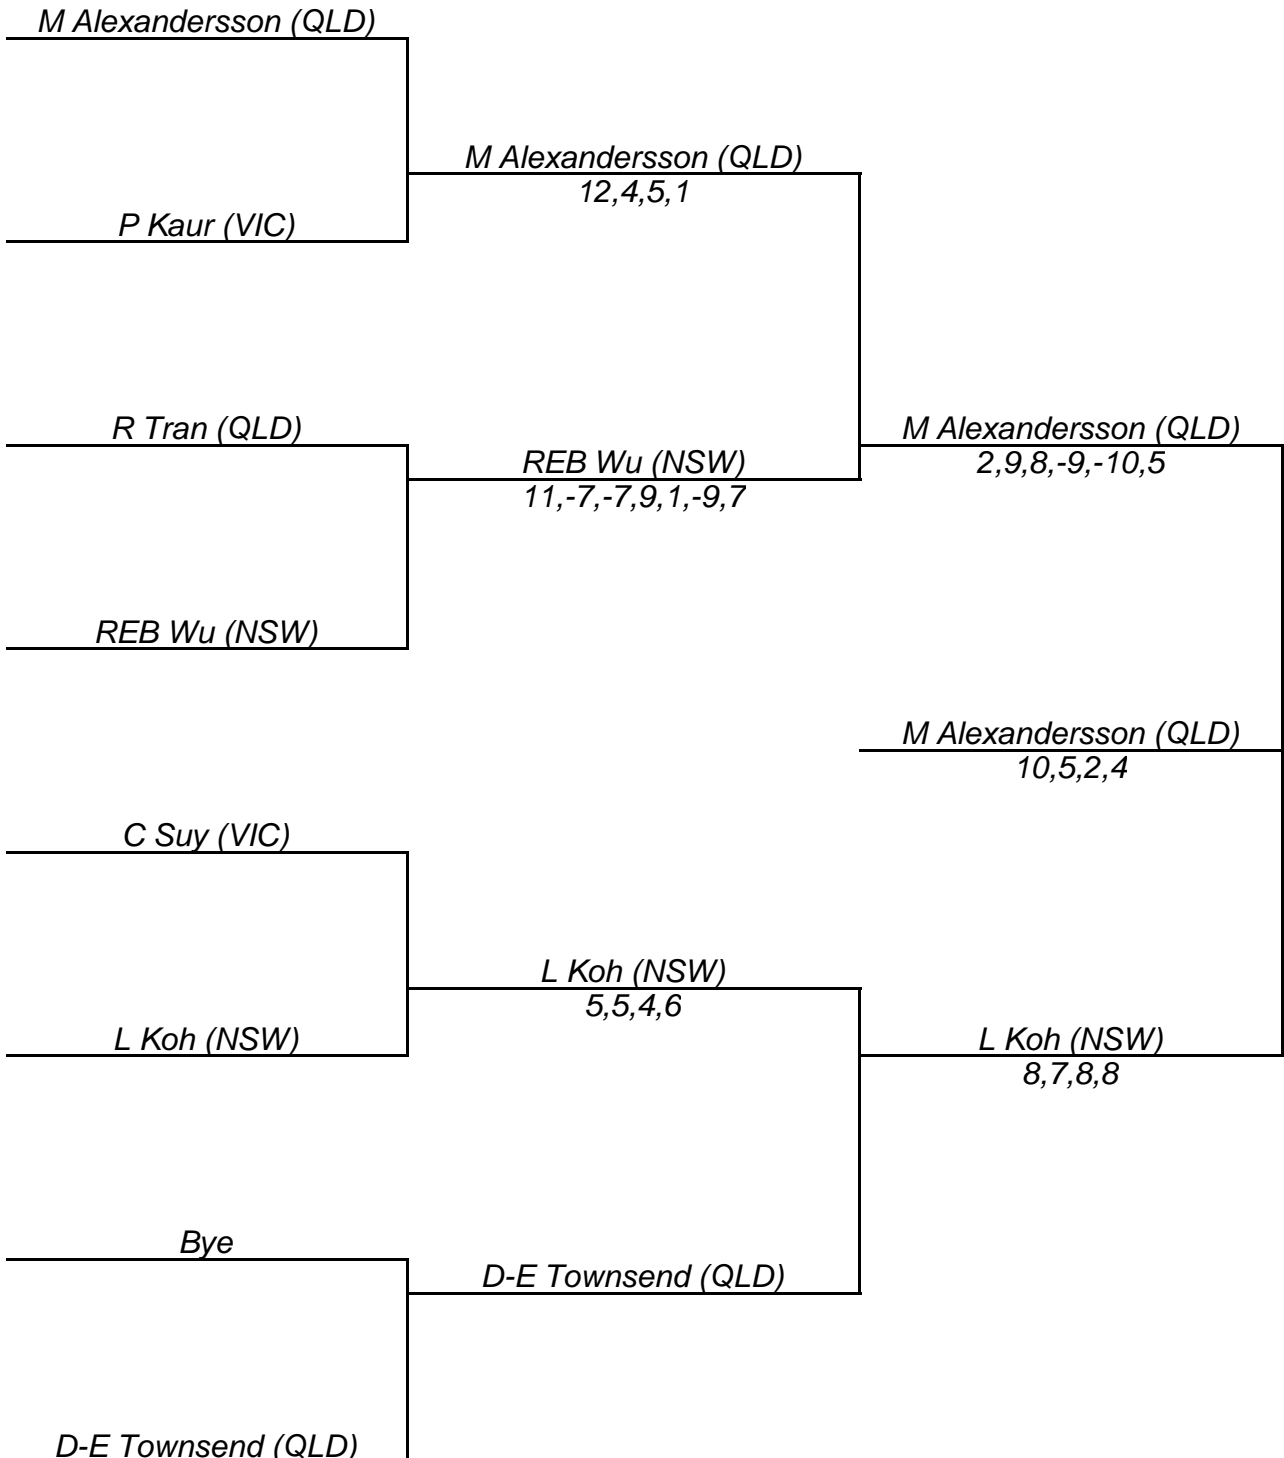 M Alexandersson (QLD)
M Alexandersson (QLD)
12,4,5,1
P Kaur (VIC)
R Tran (QLD)
M Alexandersson (QLD)
2,9,8,-9,-10,5
REB Wu (NSW)
11,-7,-7,9,1,-9,7
REB Wu (NSW)
M Alexandersson (QLD)
10,5,2,4
C Suy (VIC)
L Koh (NSW)
5,5,4,6
L Koh (NSW)
L Koh (NSW)
8,7,8,8
Bye
D-E Townsend (QLD)
D-E Townsend (QLD)